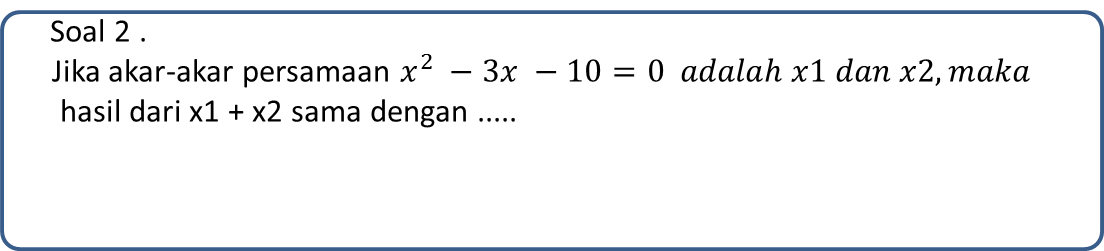 Soal 2 .
Jika akar-akar persamaan x² − 3x − 10 = 0 adalah x1 dan x2, maka
hasil dari x1 + x2 sama dengan .....